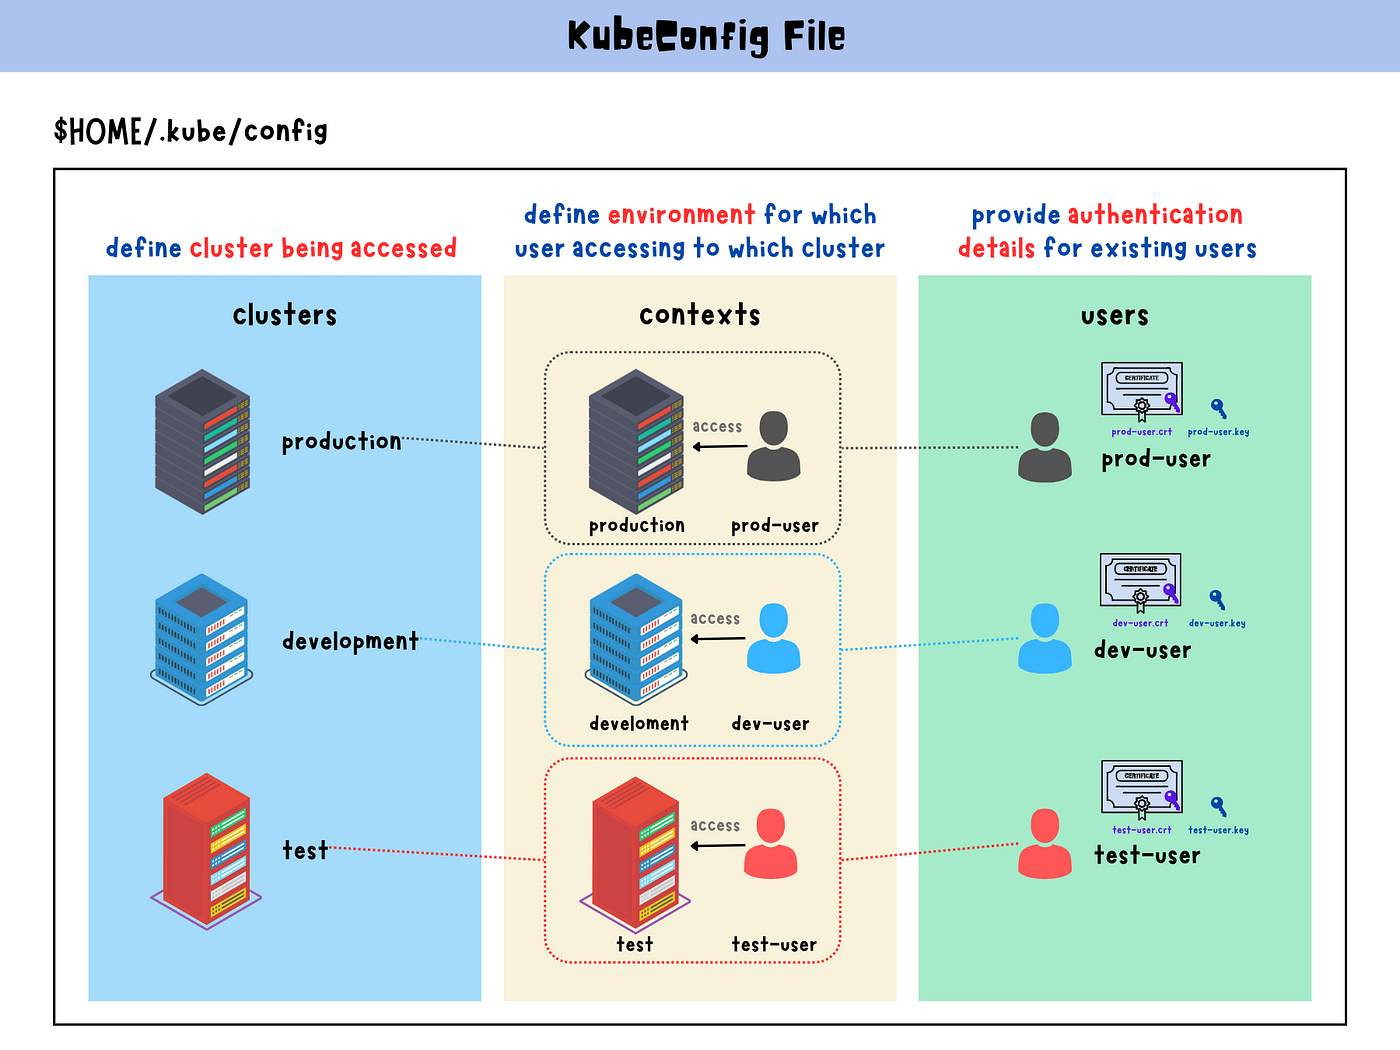 KubeConfig File
$HOME/.kube/config
define cluster being accessed
define environment for which
user accessing to which cluster
provide authentication
details for existing users
clusters
production
development
test
contexts
access
production prod-user
access
develoment dev-user
access
test test-user
users
CERTIFICATE
prod-user.crt prod-user.key
prod-user
CERTIFICATE
dev-user.crt dev-user.key
dev-user
CERTIFICATE
test-user.crt test-user.key
test-user